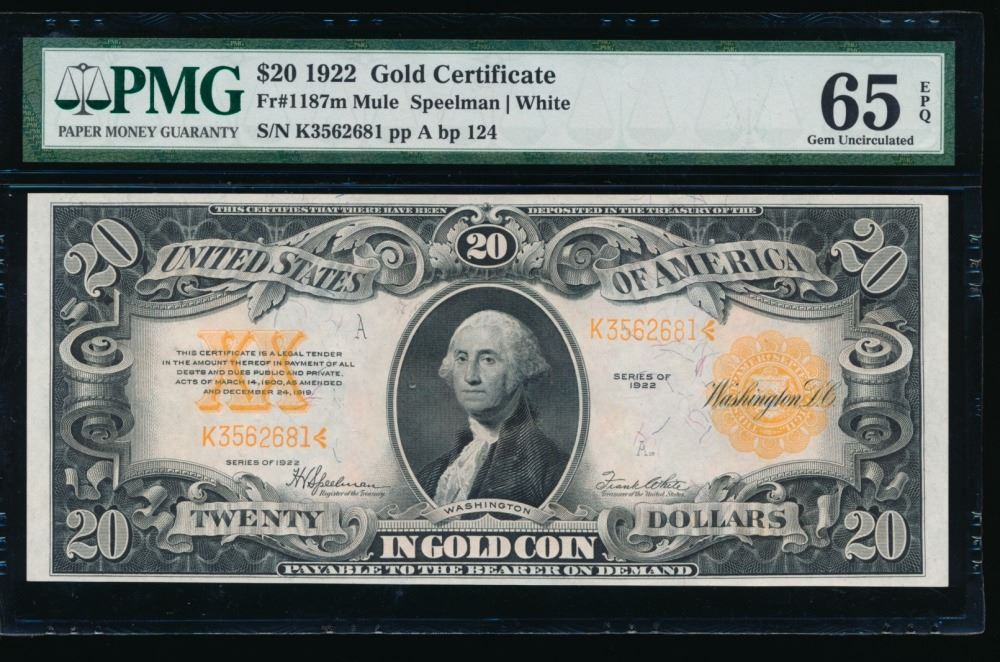 PMG
PAPER MONEY GUARANTY
$20 1922 Gold Certificate
Fr#1187m Mule Speelman | White
S/N K3562681 pp A bp 124
65 EPQ
Gem Uncirculated
THIS CERTIFIES THAT THERE HAVE BEEN DEPOSITED IN THE TREASURY OF THE
20 20 20
UNITED STATES OF AMERICA
A
K3562681
XX
THIS CERTIFICATE IS A LEGAL TENDER
IN THE AMOUNT THEREOF IN PAYMENT OF ALL
DEBTS AND DUES PUBLIC AND PRIVATE.
ACTS OF MARCH 14, 1900, AS AMENDED
AND DECEMBER 24, 1919.
SERIES OF
1922
Washington D.C.
K3562681
SERIES OF 1922
A
H.V. Speelman
Register of the Treasury.
Frank White
Treasurer of the United States.
WASHINGTON
20 TWENTY DOLLARS 20
IN GOLD COIN
PAYABLE TO THE BEARER ON DEMAND